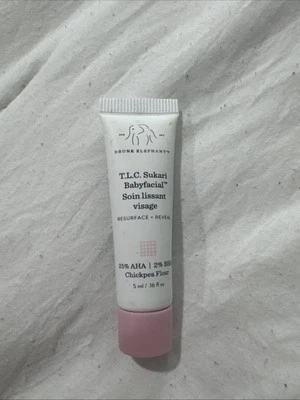 DRUNK ELEPHANT™
T.L.C. Sukari
Babyfacial™
Soin lissant
visage
RESURFACE + REVEAL
25% AHA | 2% BHA
Chickpea Flour
5 ml / .16 fl oz